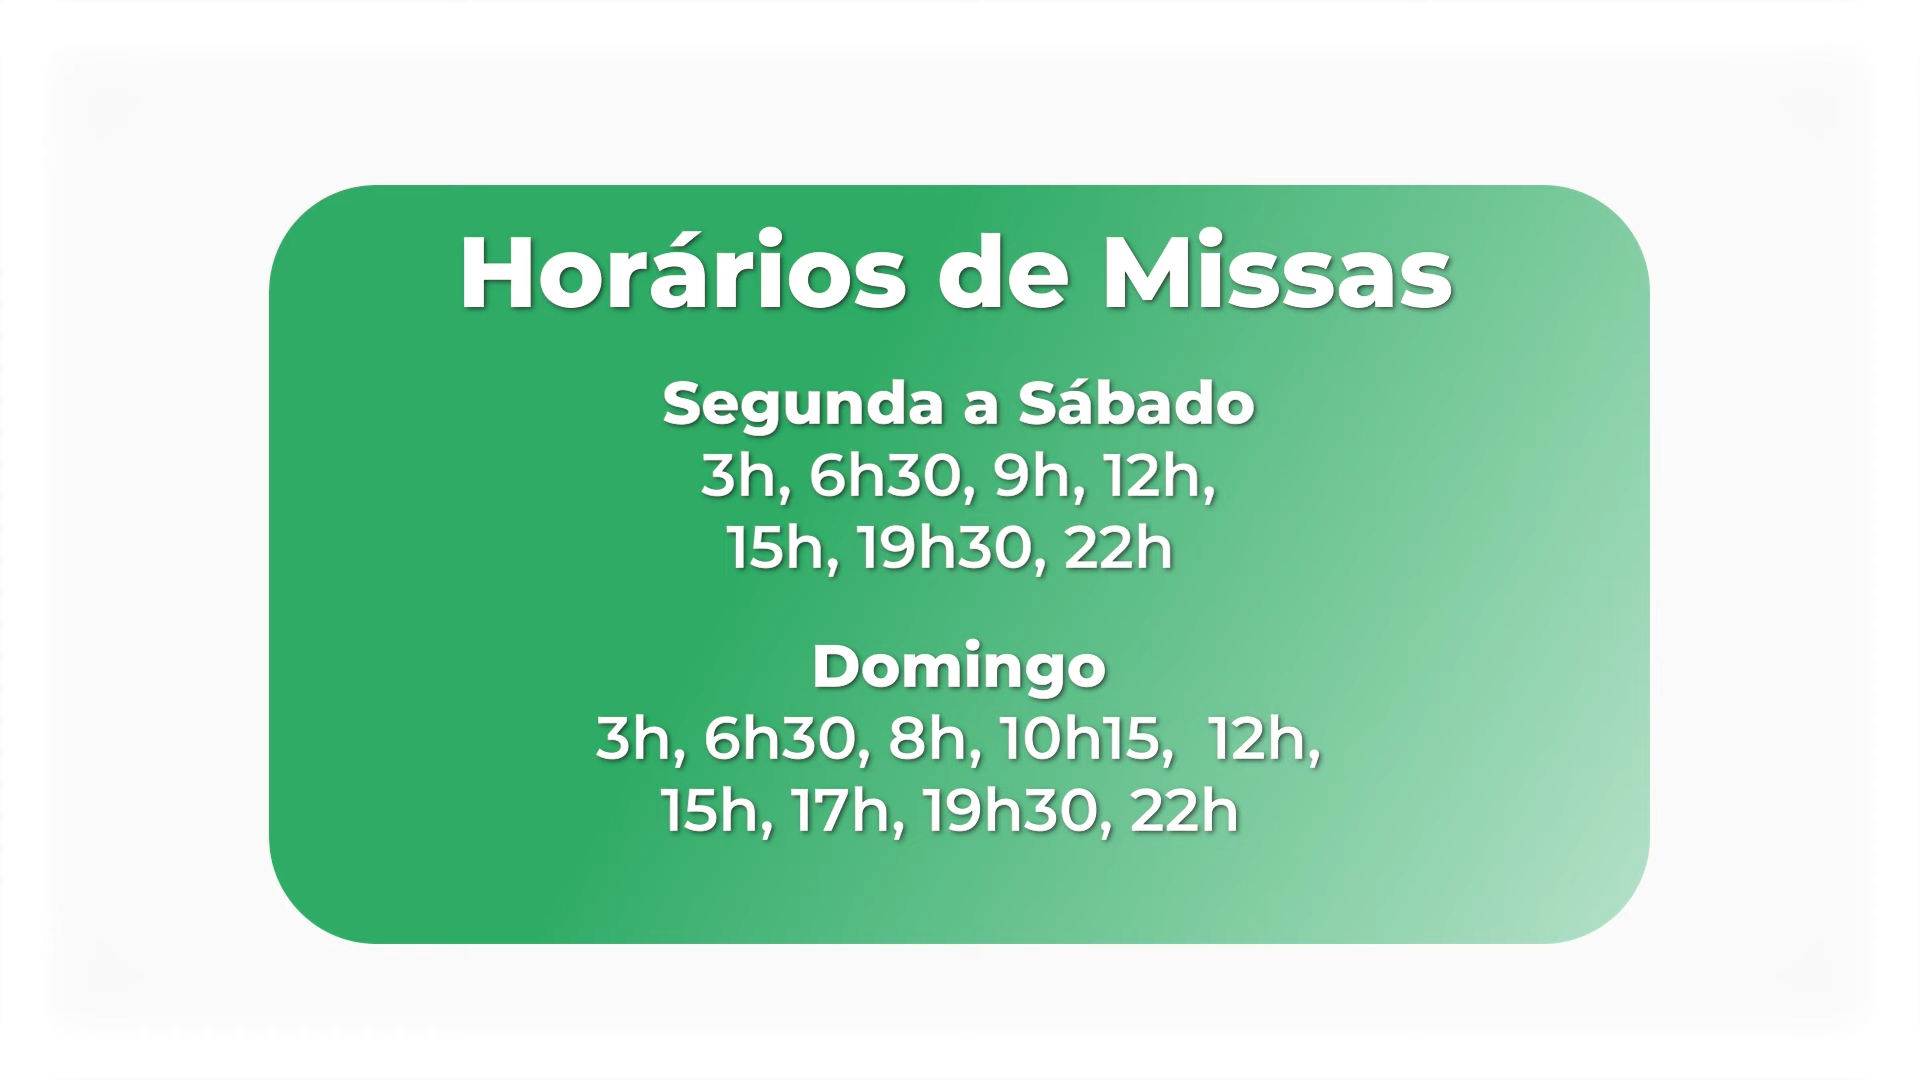 Horários de Missas
Segunda a Sábado
3h, 6h30, 9h, 12h,
15h, 19h30, 22h
Domingo
3h, 6h30, 8h, 10h15,  12h,
15h, 17h, 19h30, 22h